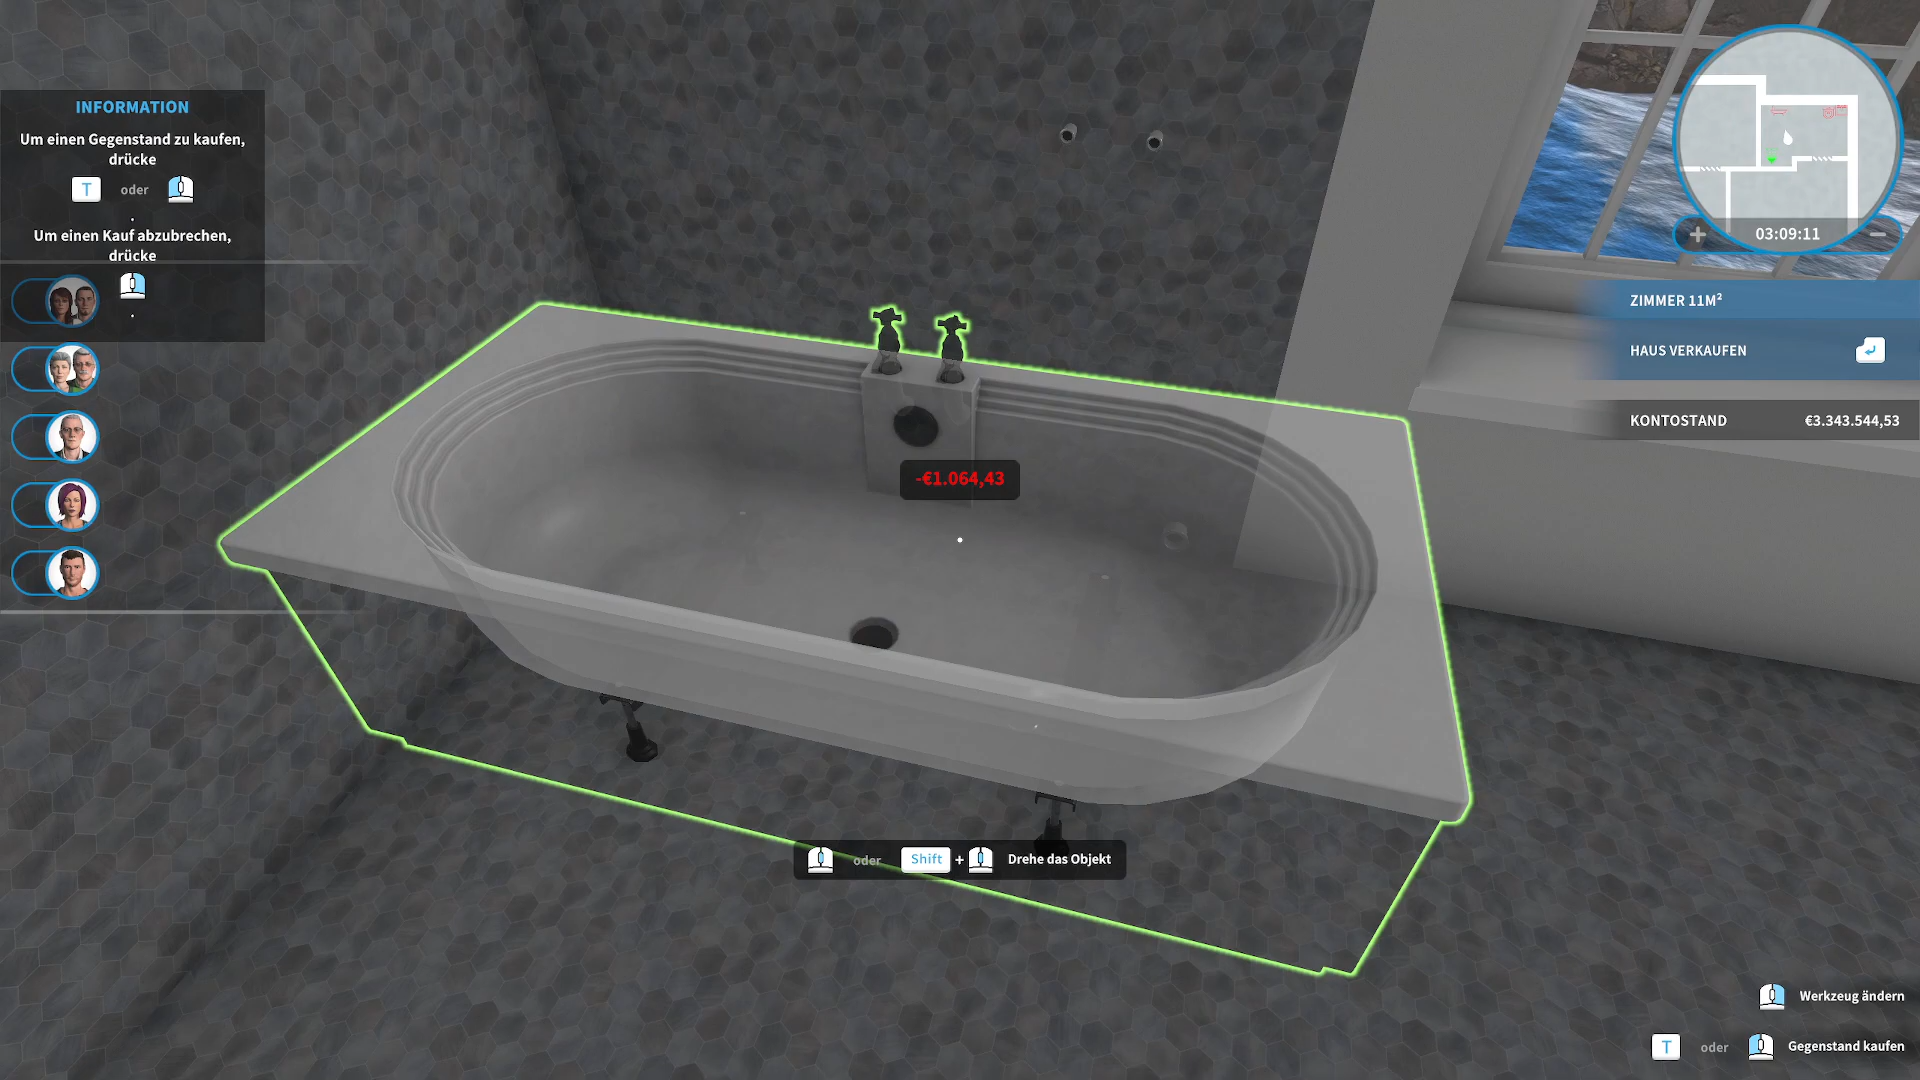 INFORMATION
Um einen Gegenstand zu kaufen,
drücke
T oder
.
Um einen Kauf abzubrechen,
drücke
.
03:09:11
ZIMMER 11M²
HAUS VERKAUFEN
KONTOSTAND €3.343.544,53
-€1.064,43
oder Shift + Drehe das Objekt
Werkzeug ändern
T oder Gegenstand kaufen